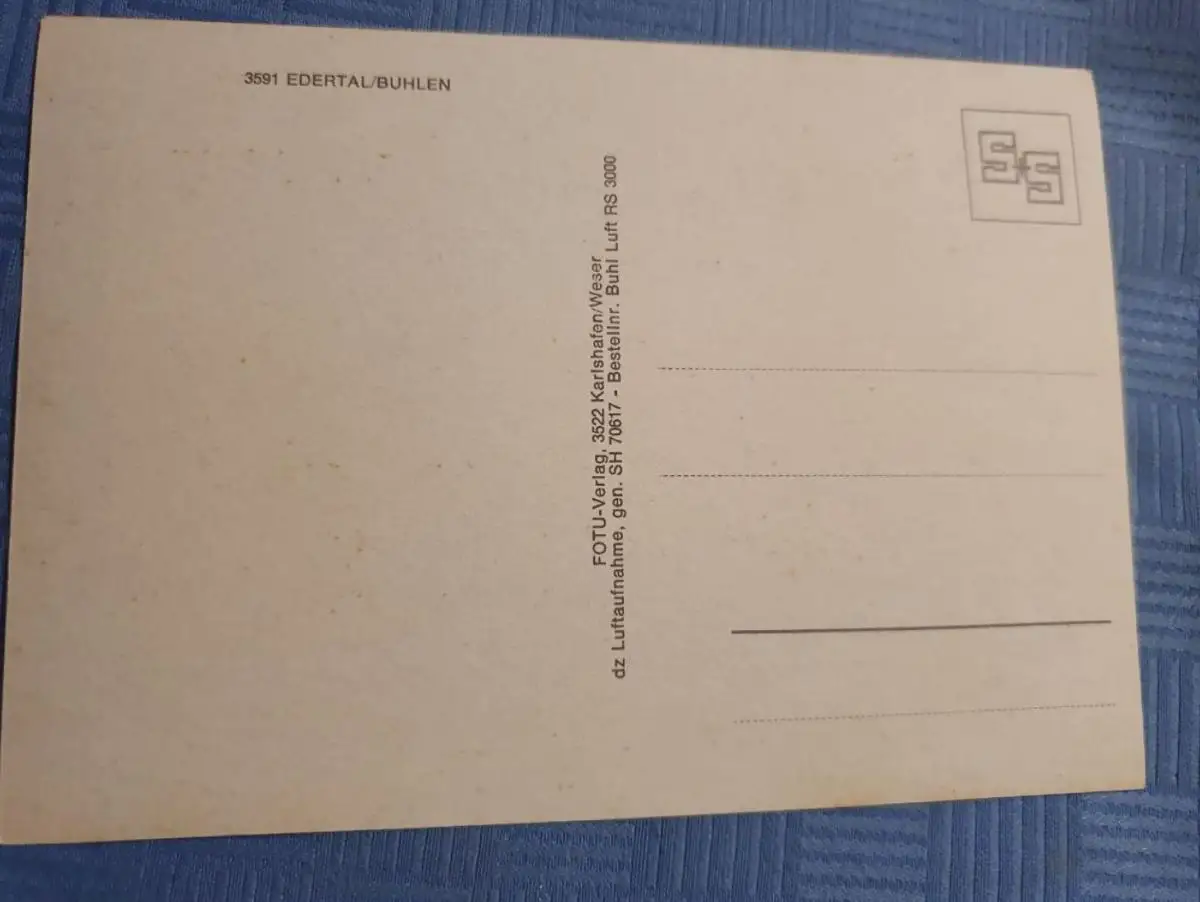 3591 EDERTAL/BUHLEN
FOTU-Verlag, 3522 Karlshafen/Weser
dz Luftaufnahme, gen. SH 70617 - Bestellnr. Buhl Luft RS 3000